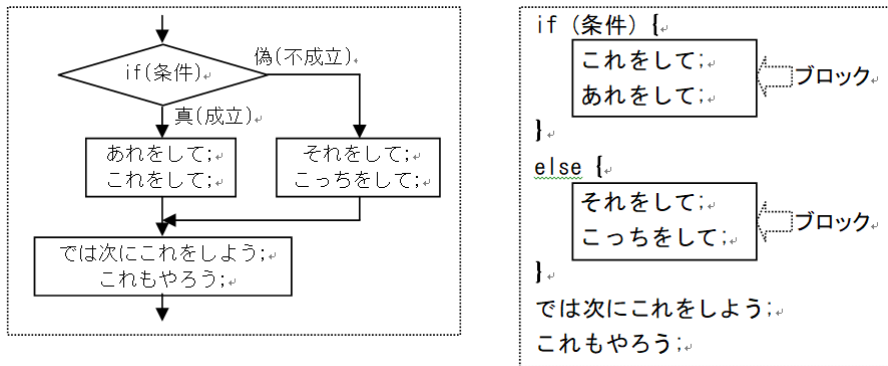 if(条件)
偽(不成立)
真(成立)
あれをして;
これをして;
それをして;
こっちをして;
では次にこれをしよう;
これもやろう;
if (条件) {
これをして;
あれをして;
ブロック
}
else {
それをして;
こっちをして;
ブロック
}
では次にこれをしよう;
これもやろう;